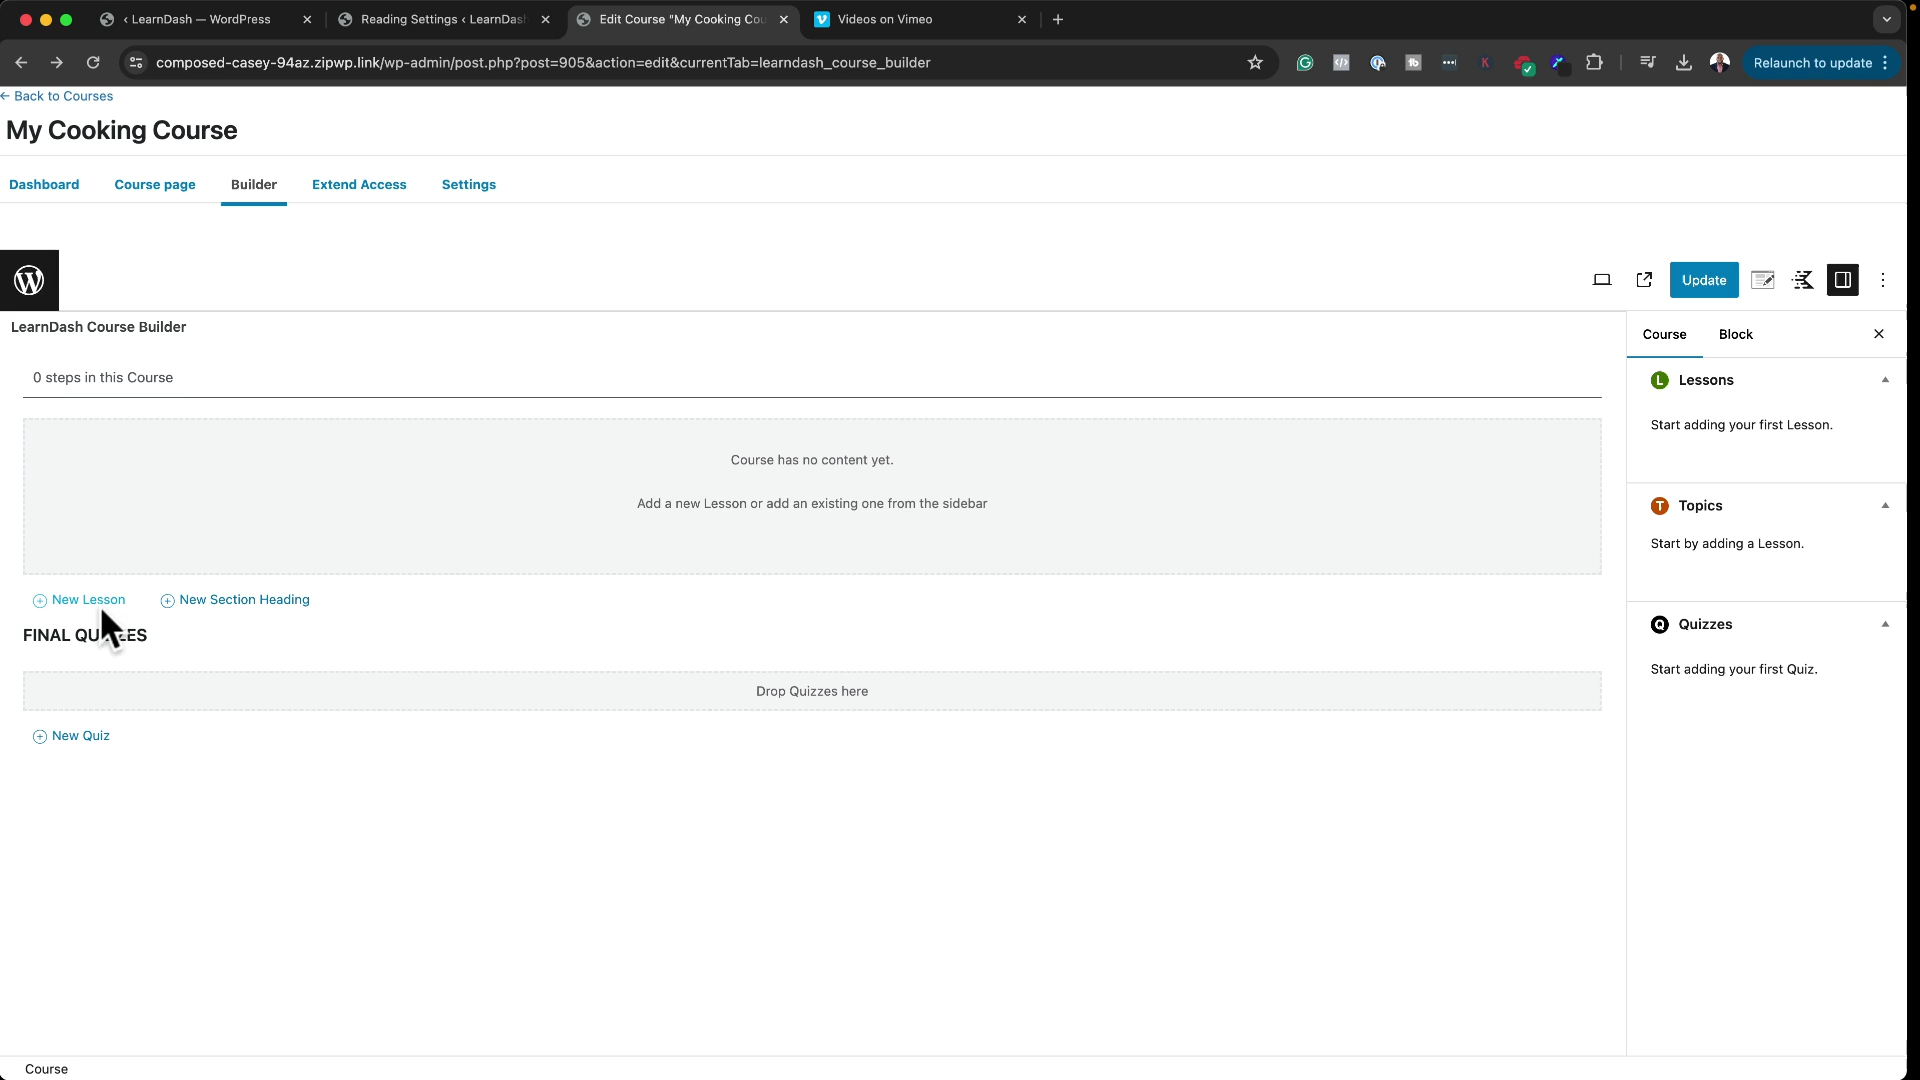 ‹ LearnDash — WordPress
Reading Settings ‹ LearnDash
Edit Course "My Cooking Cou
Videos on Vimeo
composed-casey-94az.zipwp.link/wp-admin/post.php?post=905&action=edit&currentTab=learndash_course_builder
Relaunch to update
← Back to Courses
My Cooking Course
Dashboard
Course page
Builder
Extend Access
Settings
Update
LearnDash Course Builder
Course
Block
0 steps in this Course
L Lessons
Start adding your first Lesson.
Course has no content yet.
Add a new Lesson or add an existing one from the sidebar
T Topics
Start by adding a Lesson.
New Lesson
New Section Heading
FINAL QUIZZES
Q Quizzes
Start adding your first Quiz.
Drop Quizzes here
New Quiz
Course